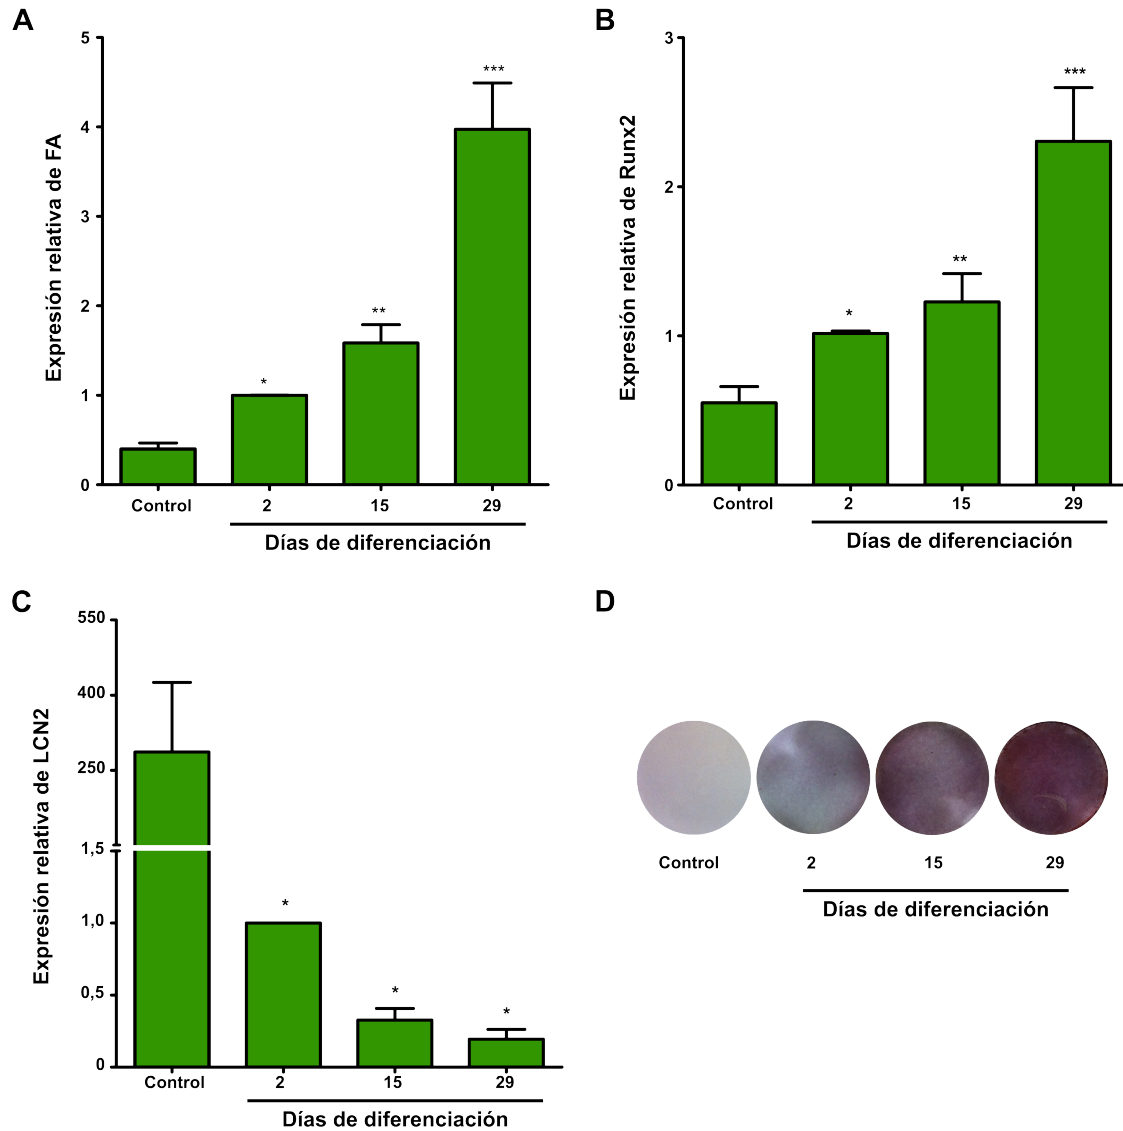 A
Expresión relativa de FA
5
4
3
2
1
0
***
**
*
Control 2 15 29
Días de diferenciación
B
Expresión relativa de Runx2
3
2
1
0
***
**
*
Control 2 15 29
Días de diferenciación
C
Expresión relativa de LCN2
550
400
250
1,5
1,0
0,5
0
*
*
*
Control 2 15 29
Días de diferenciación
D
Control 2 15 29
Días de diferenciación